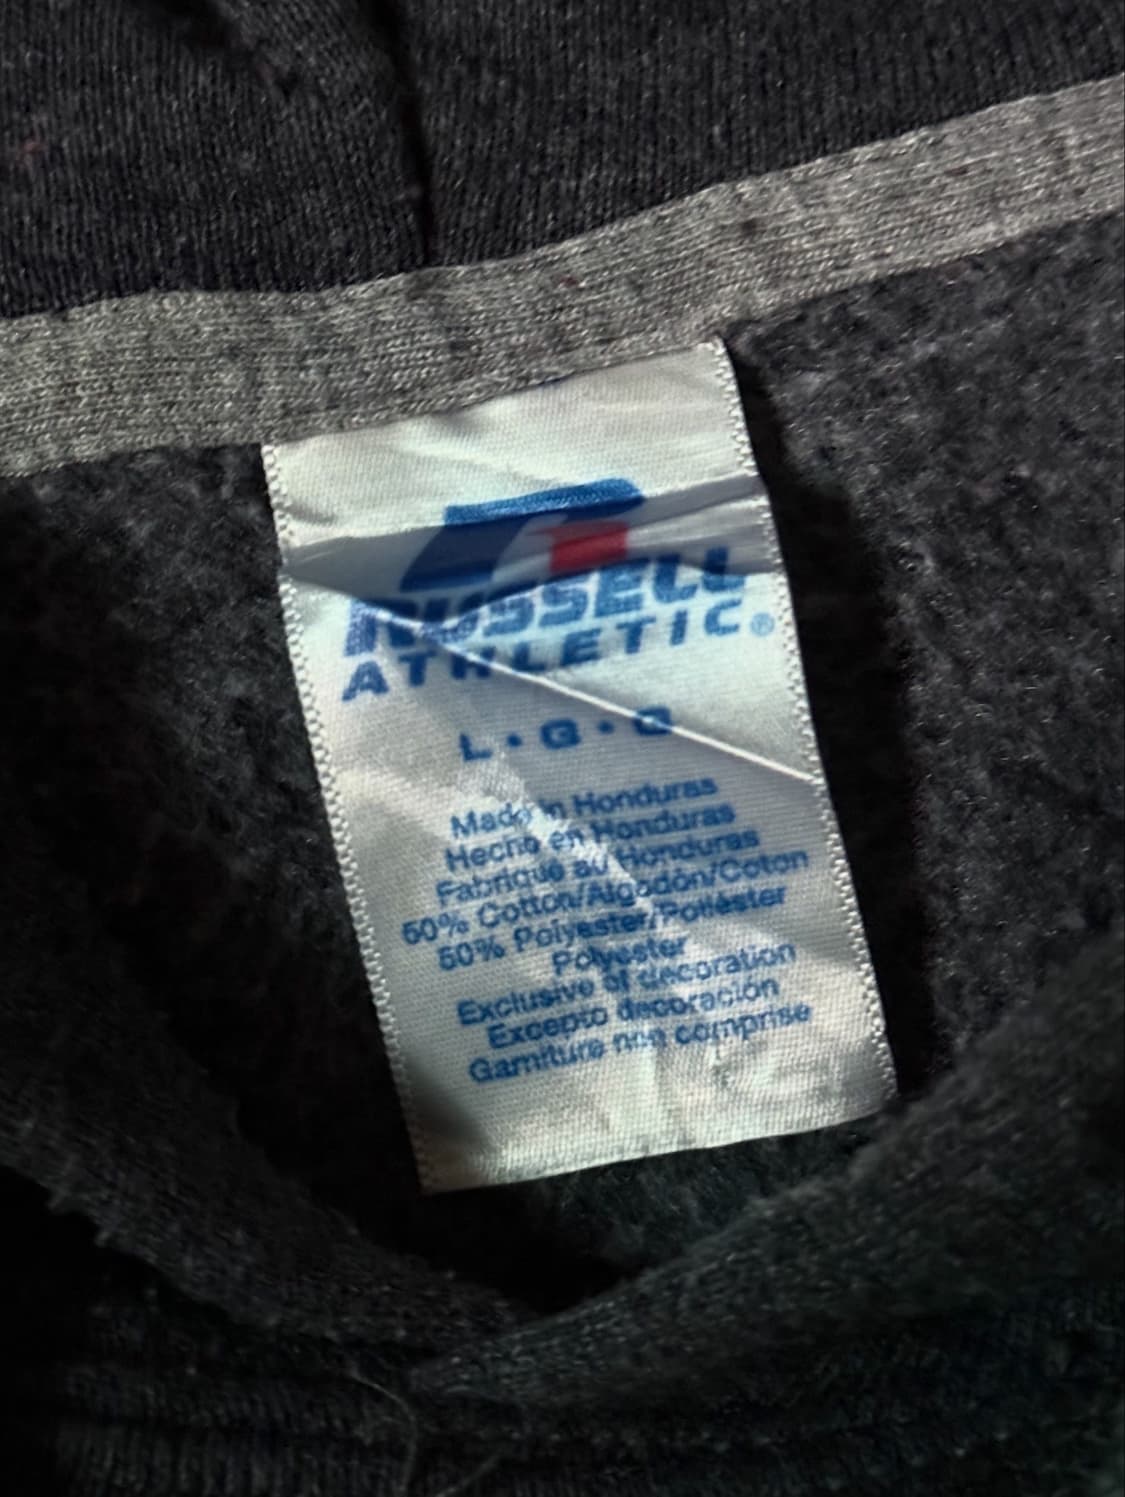 RUSSELL
ATHLETIC®
L • G • G
Made in Honduras
Hecho en Honduras
Fabriqué au Honduras
50% Cotton/Algodón/Coton
50% Polyester/Poliéster
Polyester
Exclusive of decoration
Excepto decoración
Garniture non comprise